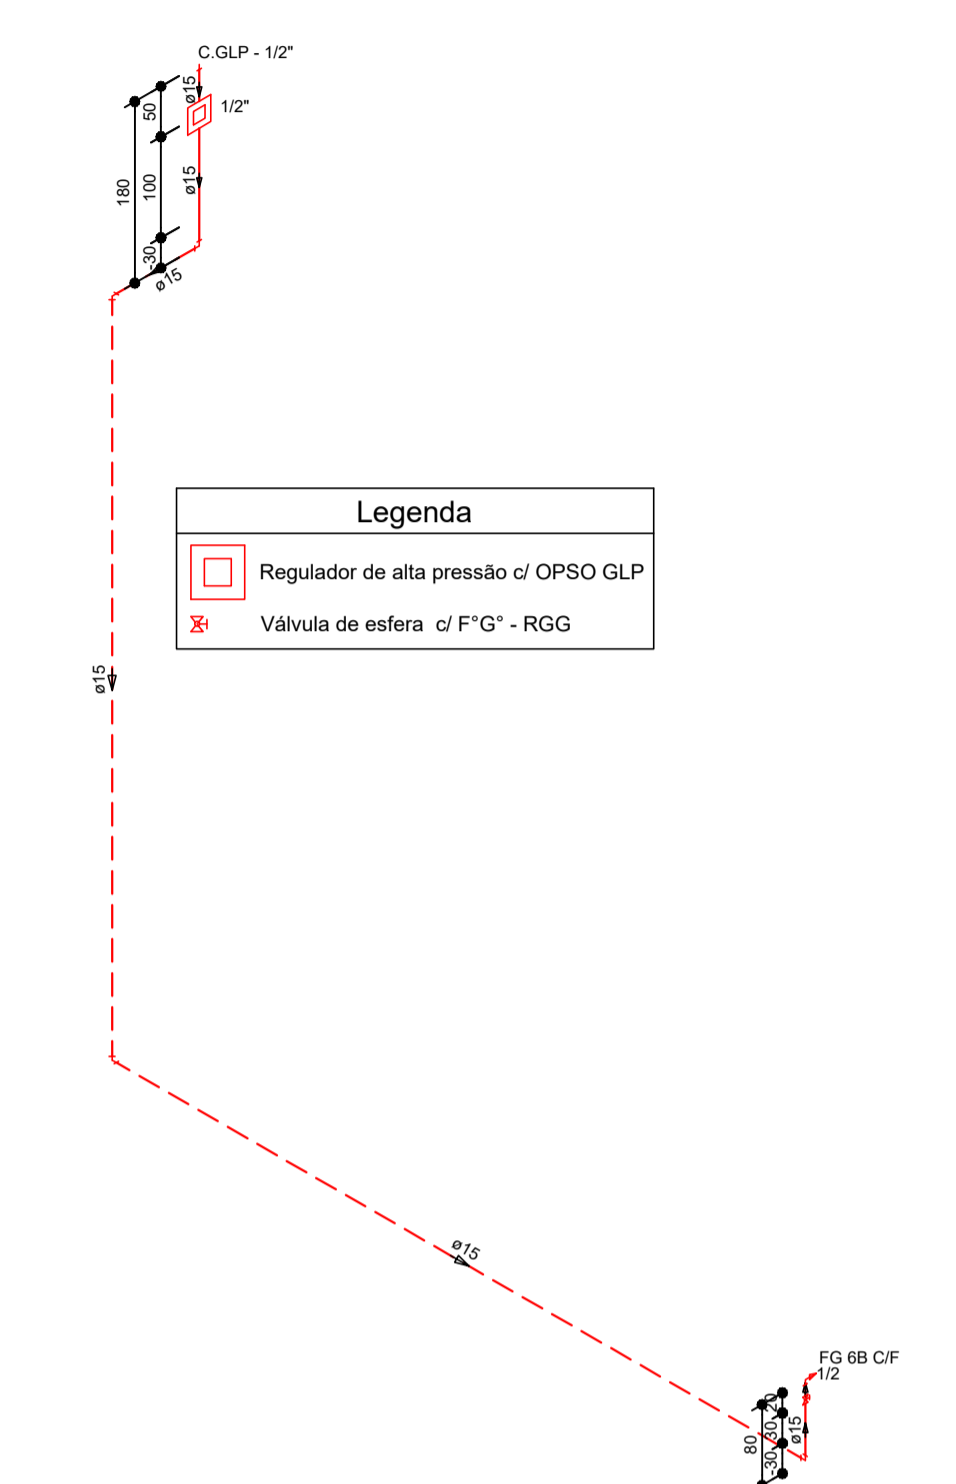 C.GLP - 1/2"
ø15
1/2"
50
180
100
ø15
-30
ø15
Legenda
Regulador de alta pressão c/ OPSO GLP
Válvula de esfera c/ F°G° - RGG
ø15
ø15
FG 6B C/F
1/2
20
30
ø15
80
-30